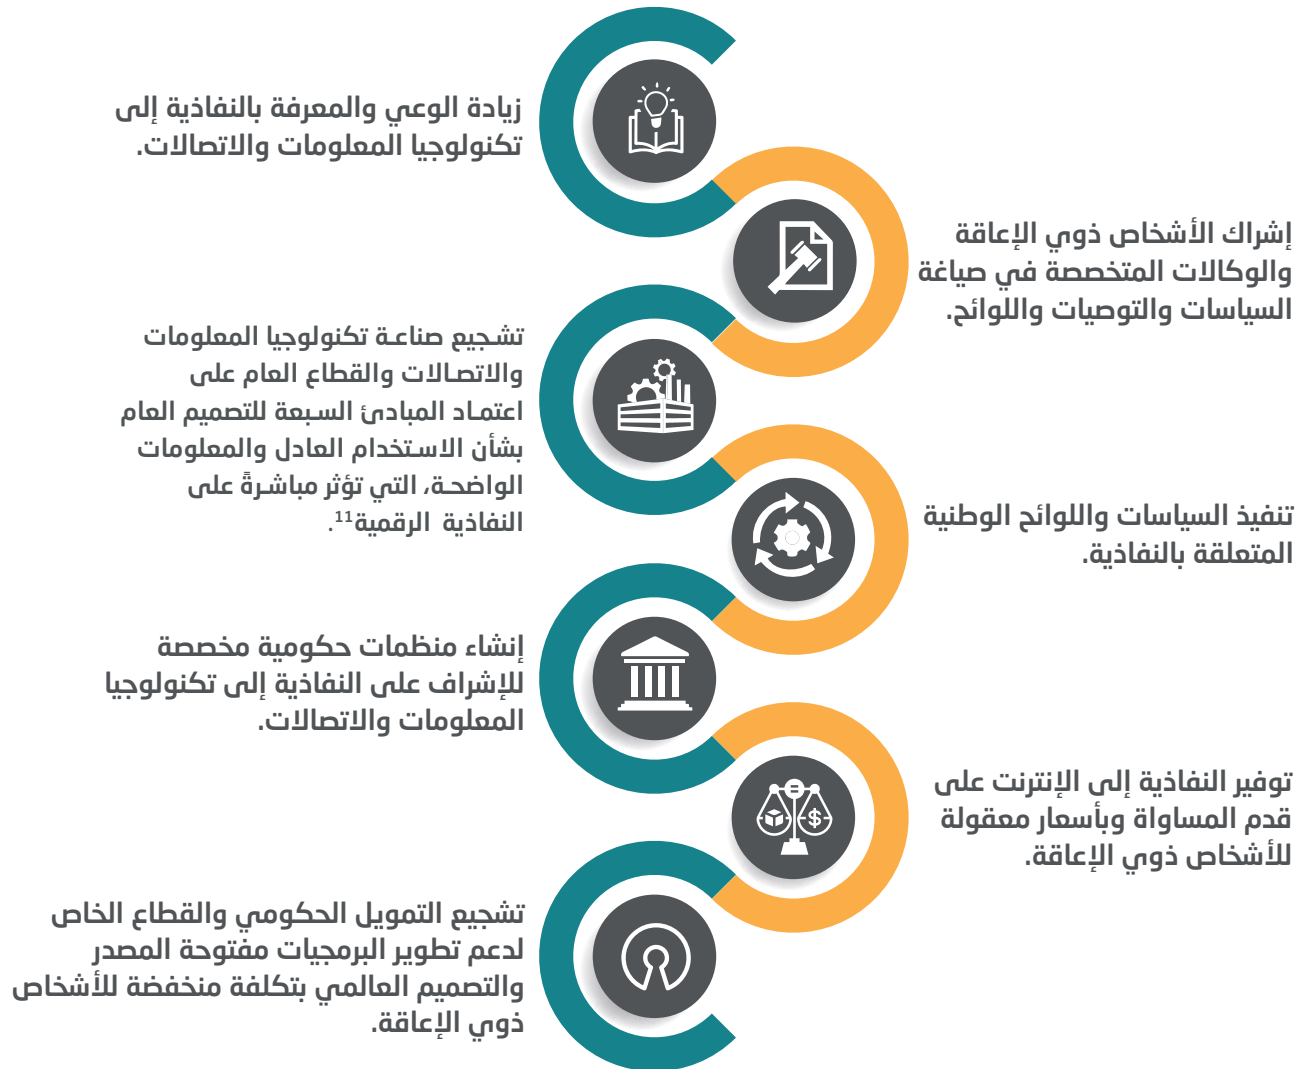 زيادة الوعي والمعرفة بالنفاذية إلى
تكنولوجيا المعلومات والاتصالات.
إشراك الأشخاص ذوي الإعاقة
والوكالات المتخصصة في صياغة
السياسات والتوصيات واللوائح.
تشجيع صناعة تكنولوجيا المعلومات
والاتصالات والقطاع العام على
اعتماد المبادئ السبعة للتصميم العام
بشأن الاستخدام العادل والمعلومات
الواضحة، التي تؤثر مباشرةً على
النفاذية الرقمية¹¹.
تنفيذ السياسات واللوائح الوطنية
المتعلقة بالنفاذية.
إنشاء منظمات حكومية مخصصة
للإشراف على النفاذية إلى تكنولوجيا
المعلومات والاتصالات.
توفير النفاذية إلى الإنترنت على
قدم المساواة وبأسعار معقولة
للأشخاص ذوي الإعاقة.
تشجيع التمويل الحكومي والقطاع الخاص
لدعم تطوير البرمجيات مفتوحة المصدر
والتصميم العالمي بتكلفة منخفضة للأشخاص
ذوي الإعاقة.